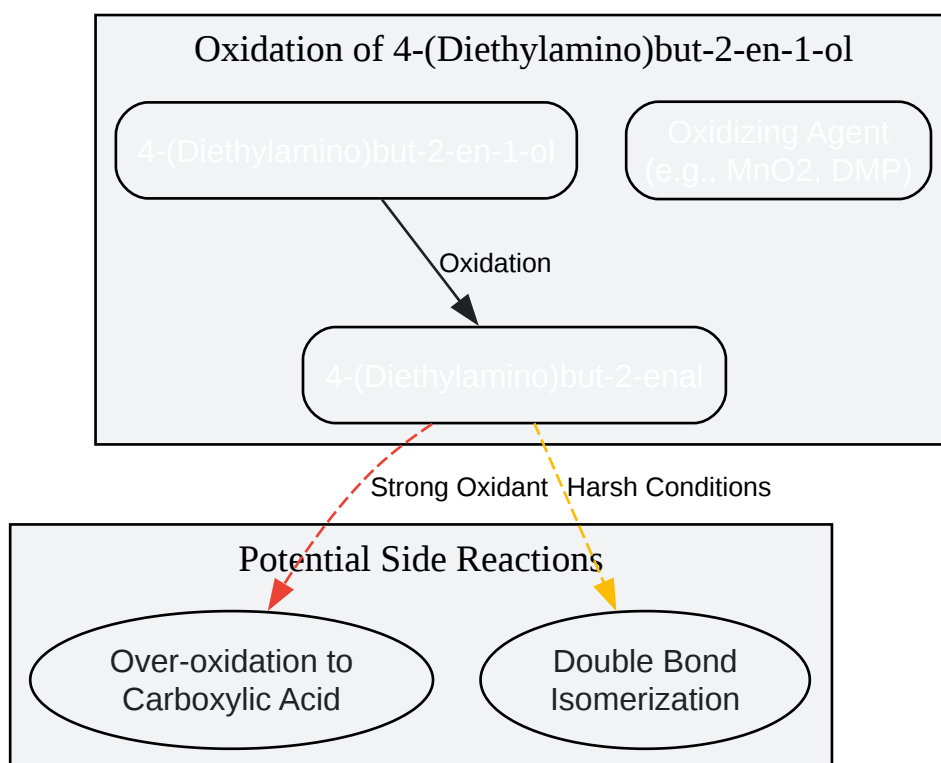 Oxidation of 4-(Diethylamino)but-2-en-1-ol
4-(Diethylamino)but-2-en-1-ol
Oxidizing Agent
(e.g., MnO2, DMP)
Oxidation
4-(Diethylamino)but-2-enal
Strong Oxidant
Harsh Conditions
Potential Side Reactions
Over-oxidation to
Carboxylic Acid
Double Bond
Isomerization